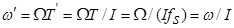 ω' = ΩT' = ΩT / I = Ω/(If_S) = ω/I